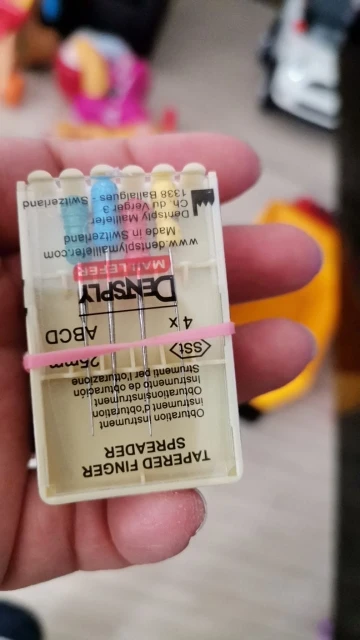 TAPERED FINGER
SPREADER
Obturation instrument
Instrument d'obturation
Obturationsinstrument
Instrumento de obturación
Strumenti per l'otturazione
SSt
25mm
4 x
ABCD
DENTSPLY
MAILLEFER
www.dentsplymaillefer.com
Made in Switzerland
Dentsply Maillefer
Ch. du Verger 3
1338 Ballaigues - Switzerland